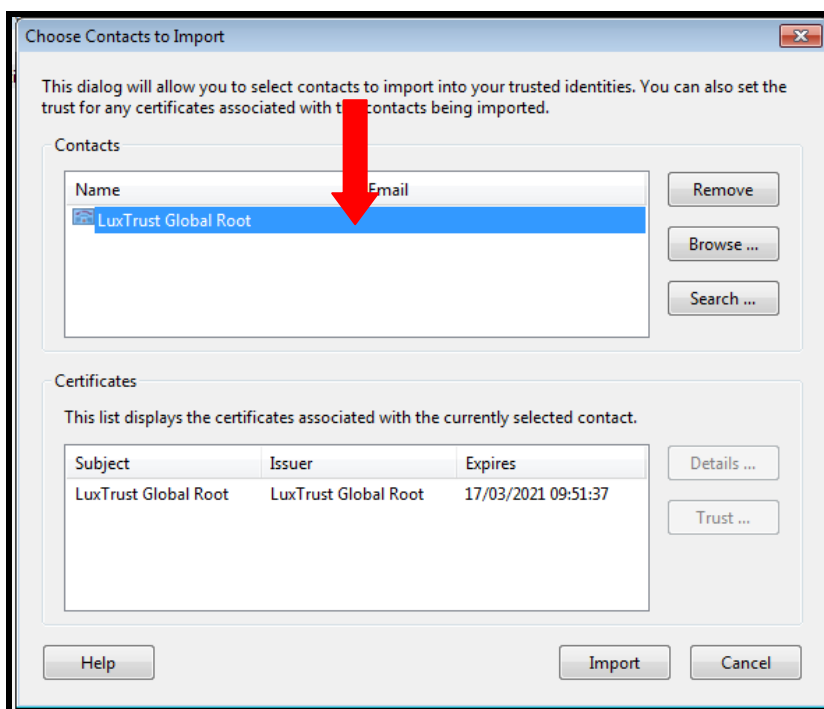 Choose Contacts to Import
This dialog will allow you to select contacts to import into your trusted identities. You can also set the
trust for any certificates associated with contacts being imported.
Contacts
Name Email
Remove
LuxTrust Global Root
Browse ...
Search ...
Certificates
This list displays the certificates associated with the currently selected contact.
Subject Issuer Expires
Details ...
LuxTrust Global Root LuxTrust Global Root 17/03/2021 09:51:37
Trust ...
Help Import Cancel